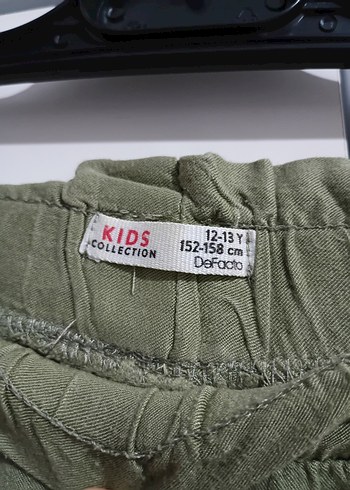 KIDS
COLLECTION
12-13 Y
152-158 cm
DeFacto